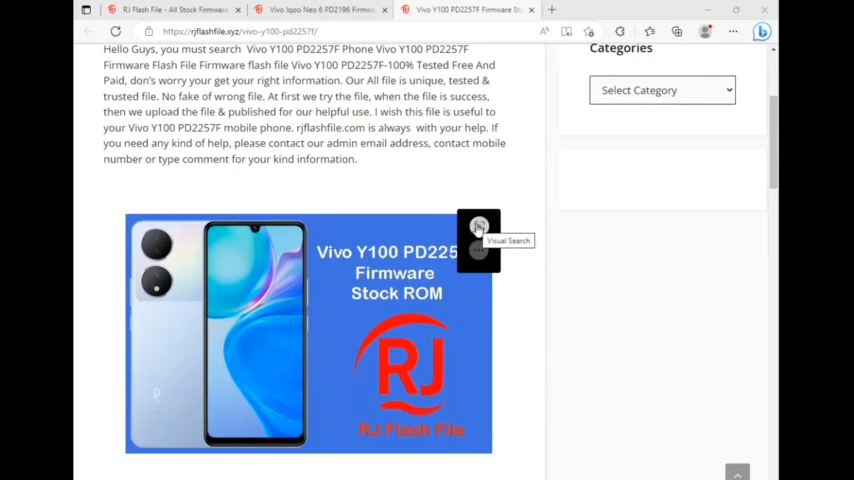 RJ Flash File - All Stock Firmware
Vivo Iqoo Neo 6 PD2196 Firmwa
Vivo Y100 PD2257F Firmware St
https://rjflashfile.xyz/vivo-y100-pd2257f/
Hello Guys, you must search Vivo Y100 PD2257F Phone Vivo Y100 PD2257F
Firmware Flash File Firmware flash file Vivo Y100 PD2257F-100% Tested Free And
Paid, don's worry your get your right information. Our All file is unique, tested &
trusted file. No fake of wrong file. At first we try the file, when the file is success,
then we upload the file & published for our helpful use. I wish this file is useful to
your Vivo Y100 PD2257F mobile phone. rjflashfile.com is always with your help. If
you need any kind of help, please contact our admin email address, contact mobile
number or type comment for your kind information.
Categories
Select Category
Visual Search
Vivo Y100 PD225
Firmware
Stock ROM
RJ
RJ Flash File